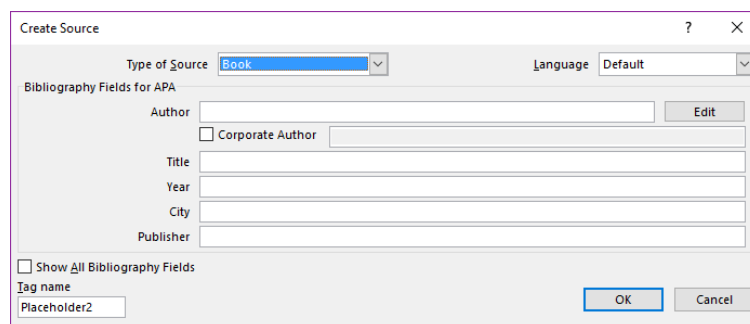 Create Source ?
Type of Source Book Language Default
Bibliography Fields for APA
Author Edit
Corporate Author
Title
Year
City
Publisher
Show All Bibliography Fields
Tag name
Placeholder2 OK Cancel